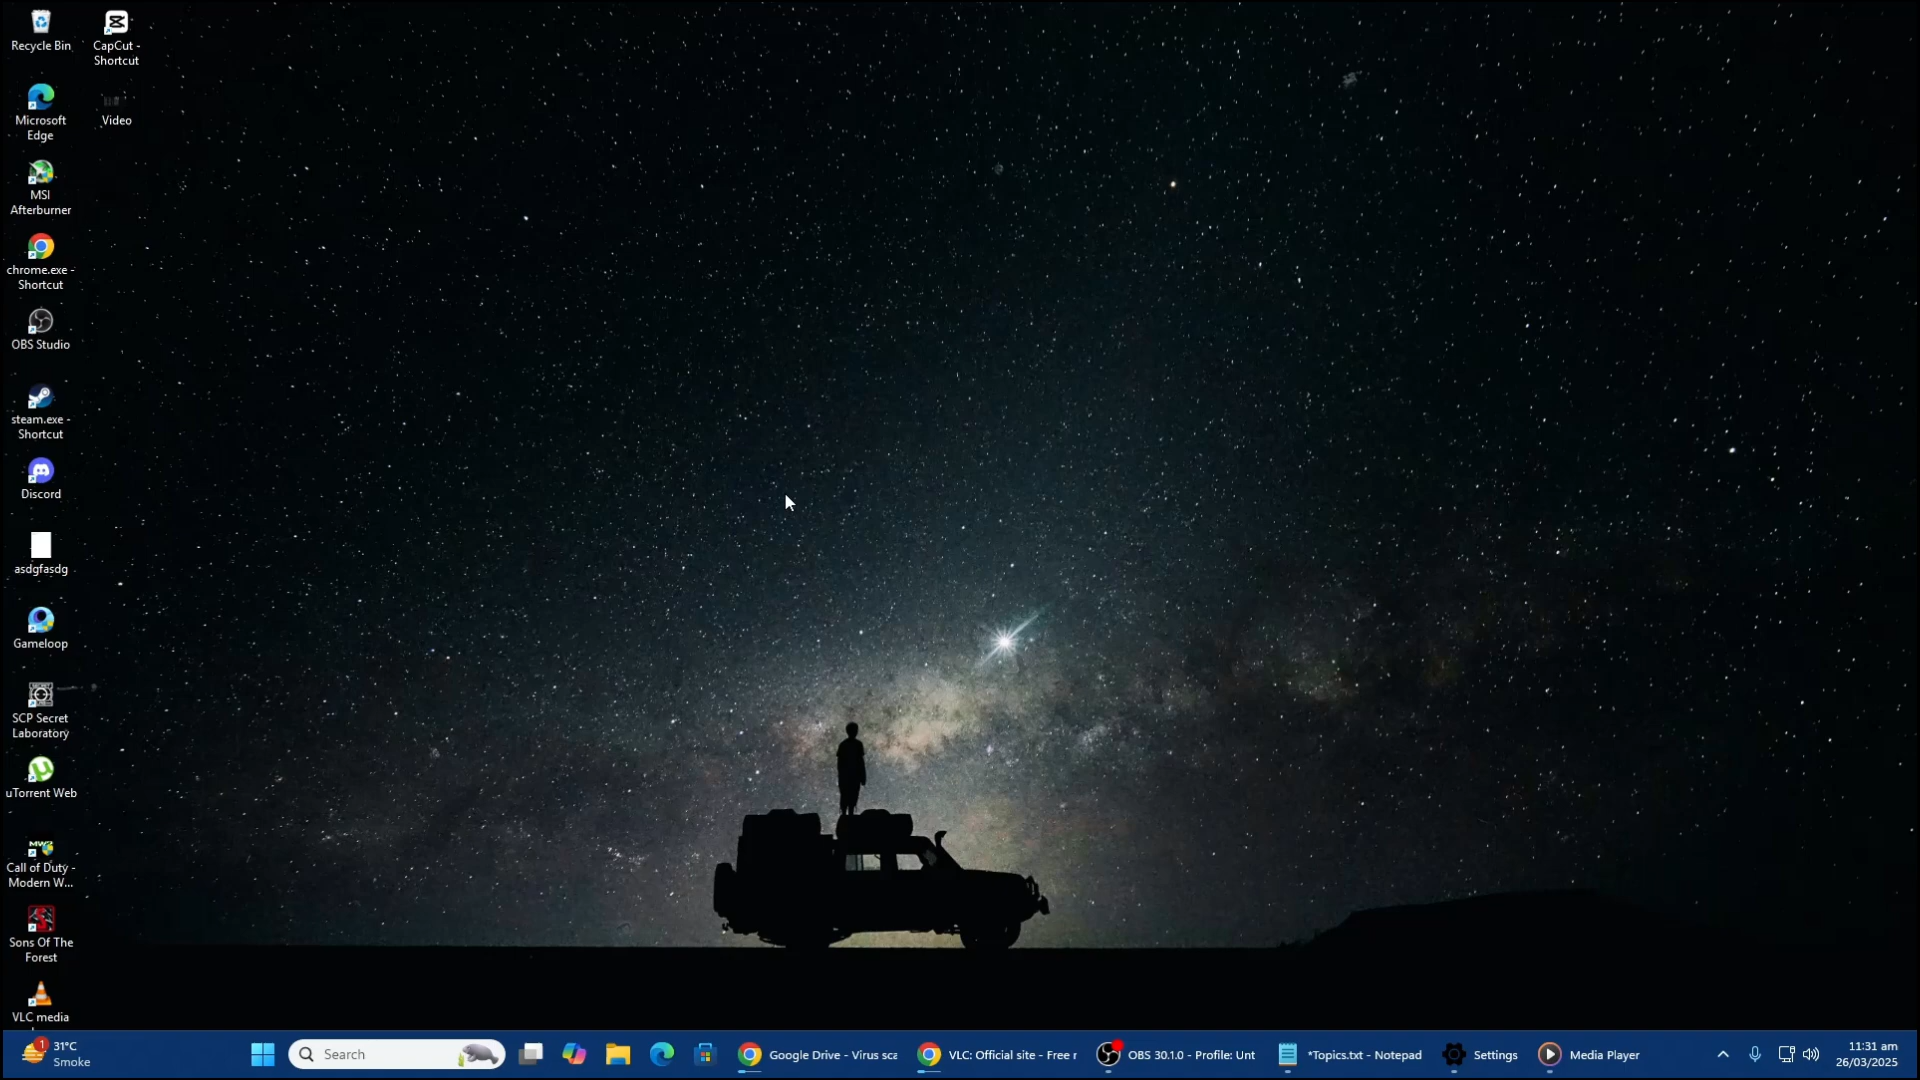 Recycle Bin
CapCut -
Shortcut
Microsoft
Edge
Video
MSI
Afterburner
chrome.exe -
Shortcut
OBS Studio
steam.exe -
Shortcut
Discord
asdgfasdg
Gameloop
SCP Secret
Laboratory
uTorrent Web
Call of Duty -
Modern W...
Sons Of The
Forest
VLC media
1
31°C
Smoke
Search
Google Drive - Virus sca
VLC: Official site - Free r
OBS 30.1.0 - Profile: Unt
*Topics.txt - Notepad
Settings
Media Player
11:31 am
26/03/2025